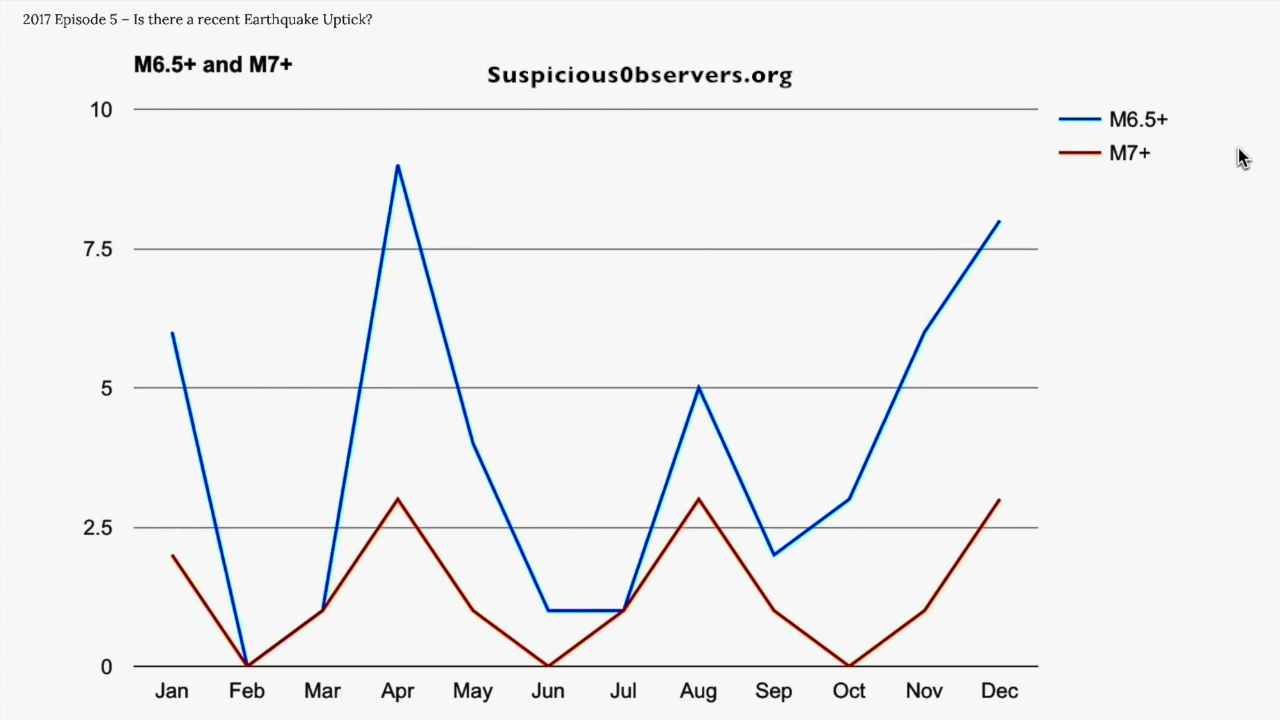 2017 Episode 5 – Is there a recent Earthquake Uptick?
M6.5+ and M7+
Suspicious0bservers.org
10
7.5
5
2.5
0
M6.5+
M7+
Jan Feb Mar Apr May Jun Jul Aug Sep Oct Nov Dec